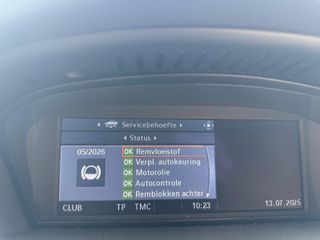 Servicebehoefte
Status
05/2026
OK Remvloeistof
OK Verpl. autokeuring
OK Motorolie
OK Autocontrole
OK Remblokken achter
CLUB TP TMC 10:23 13.07.2025